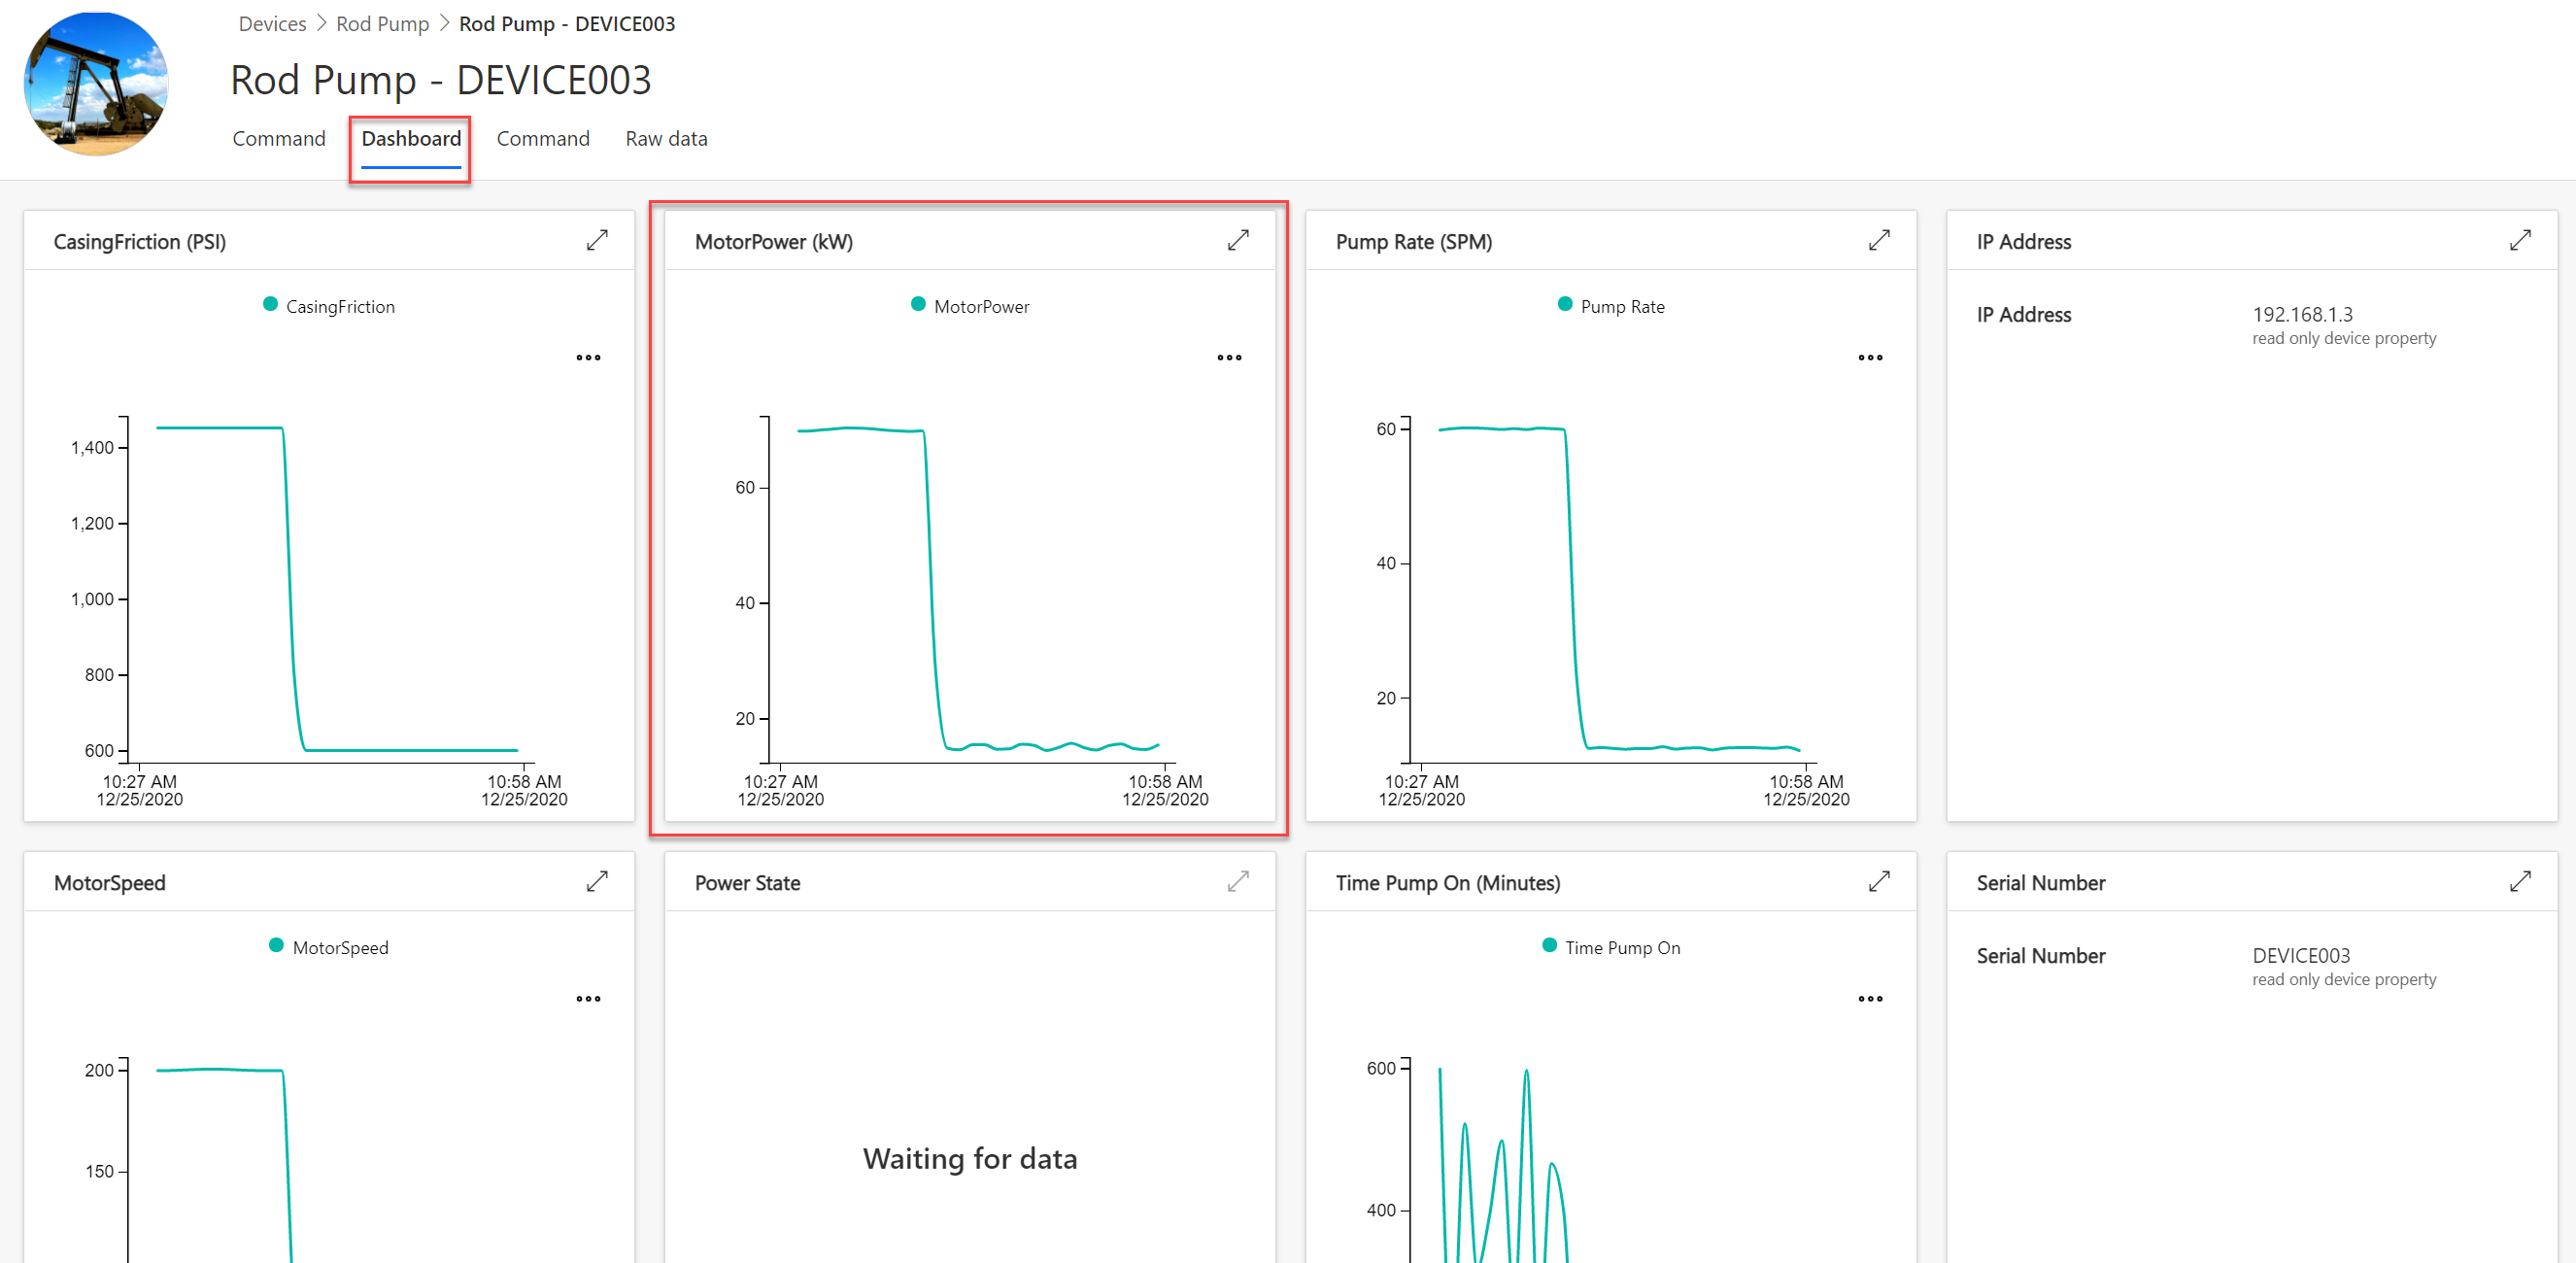 Devices > Rod Pump > Rod Pump - DEVICE003
Rod Pump - DEVICE003
Command Dashboard Command Raw data
CasingFriction (PSI)
CasingFriction
1,400
1,200
1,000
800
600
10:27 AM 10:58 AM
12/25/2020 12/25/2020
MotorPower (kW)
MotorPower
60
40
20
10:27 AM 10:58 AM
12/25/2020 12/25/2020
Pump Rate (SPM)
Pump Rate
60
40
20
10:27 AM 10:58 AM
12/25/2020 12/25/2020
IP Address
IP Address 192.168.1.3
read only device property
MotorSpeed
MotorSpeed
200
150
Power State
Waiting for data
Time Pump On (Minutes)
Time Pump On
600
400
Serial Number
Serial Number DEVICE003
read only device property